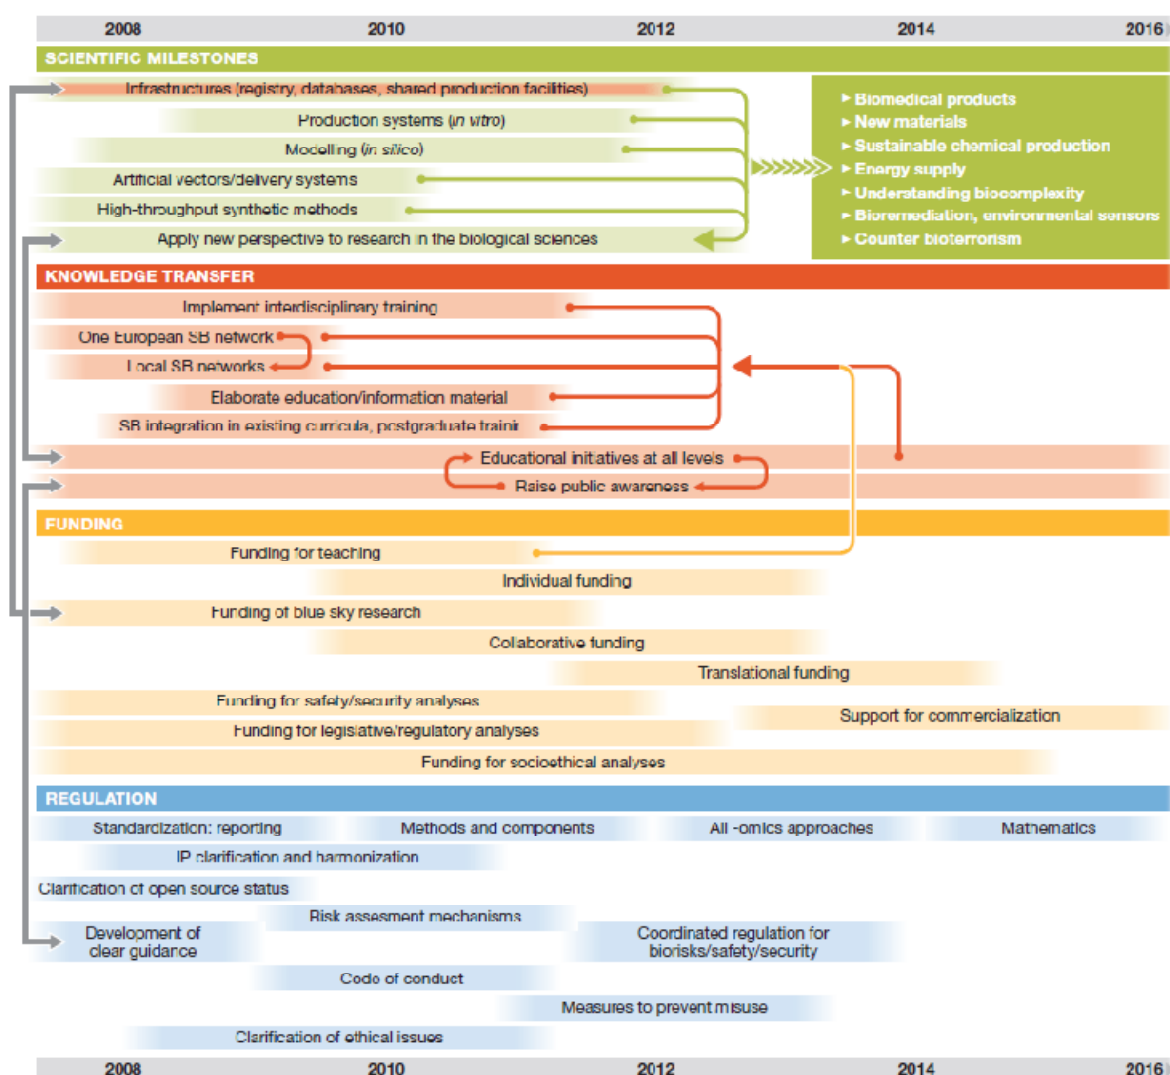 2008 2010 2012 2014 2016
SCIENTIFIC MILESTONES
Infrastructures (registry, databases, shared production facilities)
Production systems (in vitro)
Modelling (in silico)
Artificial vectors/delivery systems
High-throughput synthetic methods
Apply new perspective to research in the biological sciences
► Biomedical products
► New materials
► Sustainable chemical production
► Energy supply
► Understanding biocomplexity
► Bioremediation, environmental sensors
► Counter bioterrorism
KNOWLEDGE TRANSFER
Implement interdisciplinary training
One European SB network
Local SB networks
Elaborate education/information material
SB integration in existing curricula, postgraduate trainir
Educational initiatives at all levels
Raise public awareness
FUNDING
Funding for teaching
Individual funding
Funding of blue sky research
Collaborative funding
Translational funding
Funding for safety/security analyses
Support for commercialization
Funding for legislative/regulatory analyses
Funding for socioethical analyses
REGULATION
Standardization: reporting Methods and components All -omics approaches Mathematics
IP clarification and harmonization
Clarification of open source status
Risk assesment mechanisms
Development of
clear guidance
Coordinated regulation for
biorisks/safety/security
Code of conduct
Measures to prevent misuse
Clarification of ethical issues
2008 2010 2012 2014 2016